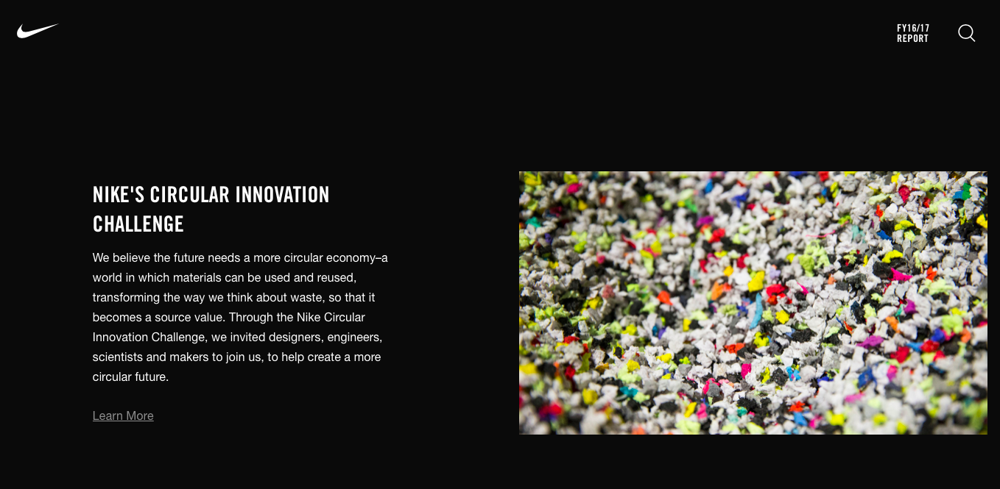 FY16/17
REPORT
NIKE'S CIRCULAR INNOVATION
CHALLENGE
We believe the future needs a more circular economy–a
world in which materials can be used and reused,
transforming the way we think about waste, so that it
becomes a source value. Through the Nike Circular
Innovation Challenge, we invited designers, engineers,
scientists and makers to join us, to help create a more
circular future.
Learn More